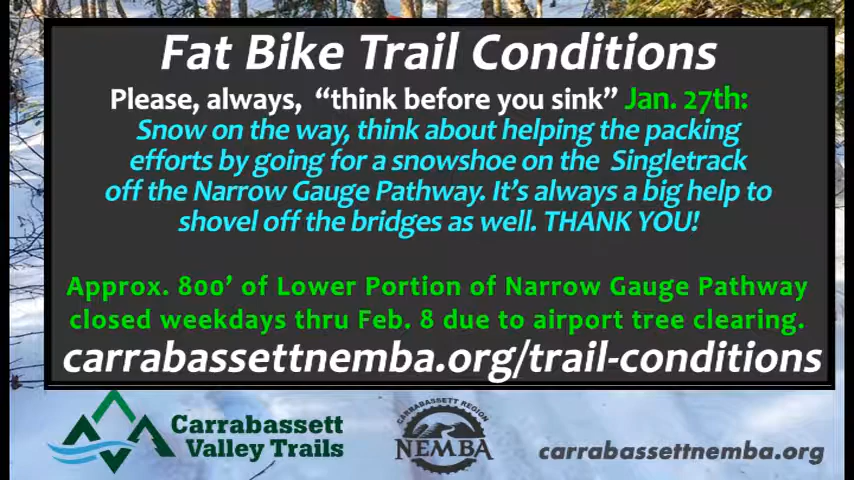 Fat Bike Trail Conditions
Please, always, “think before you sink” Jan. 27th:
Snow on the way, think about helping the packing
efforts by going for a snowshoe on the Singletrack
off the Narrow Gauge Pathway. It’s always a big help to
shovel off the bridges as well. THANK YOU!
Approx. 800’ of Lower Portion of Narrow Gauge Pathway
closed weekdays thru Feb. 8 due to airport tree clearing.
carrabassettnemba.org/trail-conditions
Carrabassett
Valley Trails
CARRABASSETT REGION
NEMBA
carrabassettnemba.org